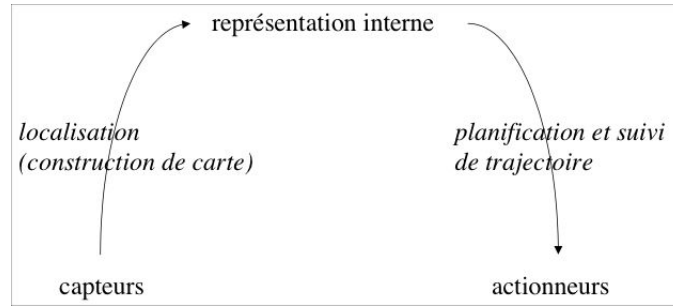 représentation interne
localisation
(construction de carte)
planification et suivi
de trajectoire
capteurs
actionneurs